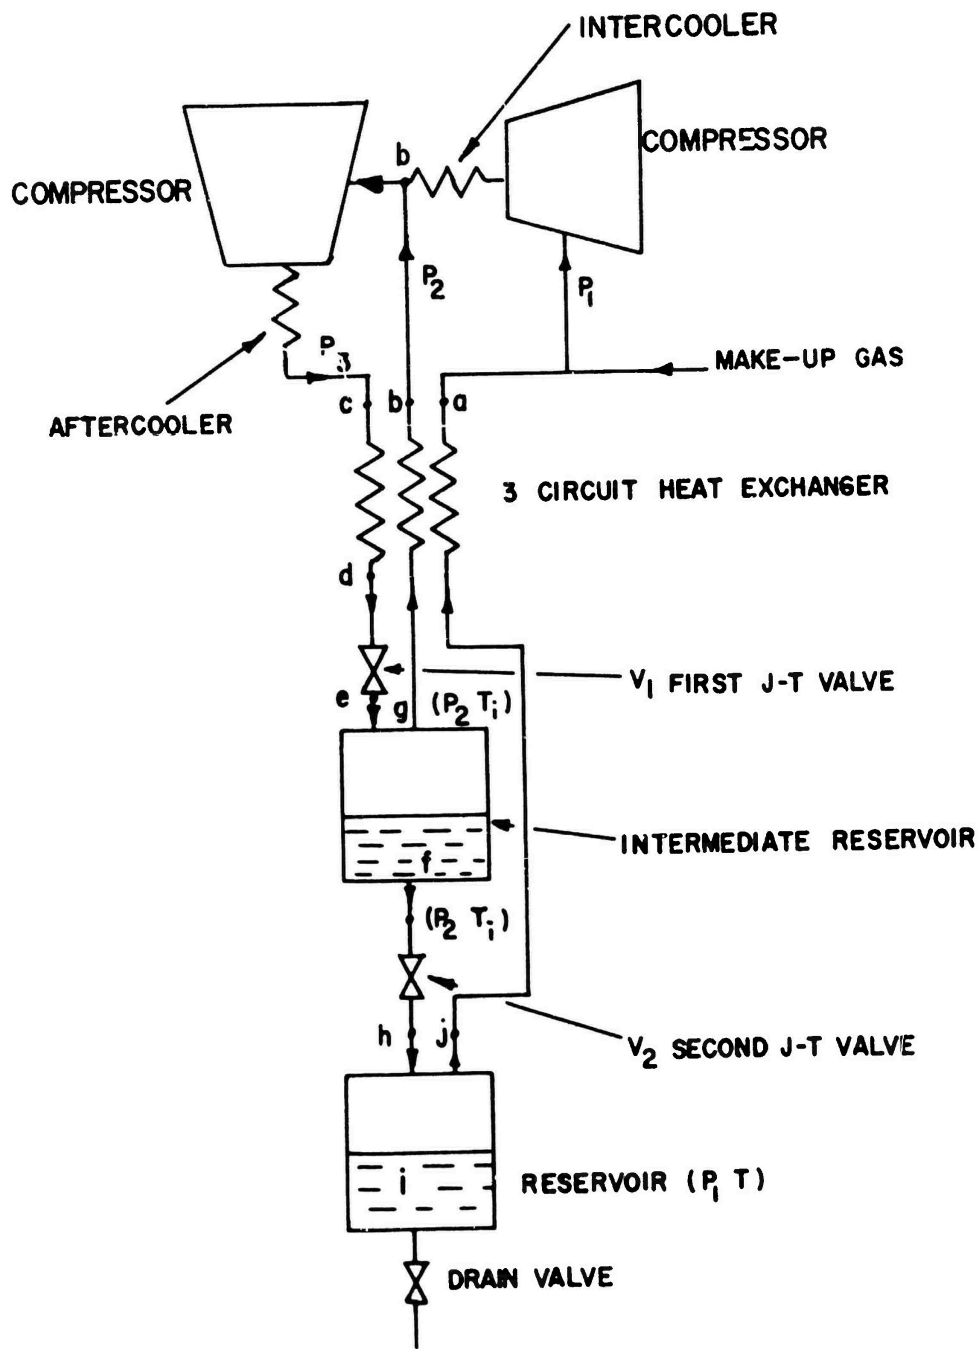 INTERCOOLER
COMPRESSOR
b
COMPRESSOR
P2
P1
P3
MAKE-UP GAS
c
b
a
AFTERCOOLER
3 CIRCUIT HEAT EXCHANGER
d
V1 FIRST J-T VALVE
e
g
(P2 Ti)
INTERMEDIATE RESERVOIR
f
(P2 Ti)
h
j
V2 SECOND J-T VALVE
i
RESERVOIR (P1 T)
DRAIN VALVE